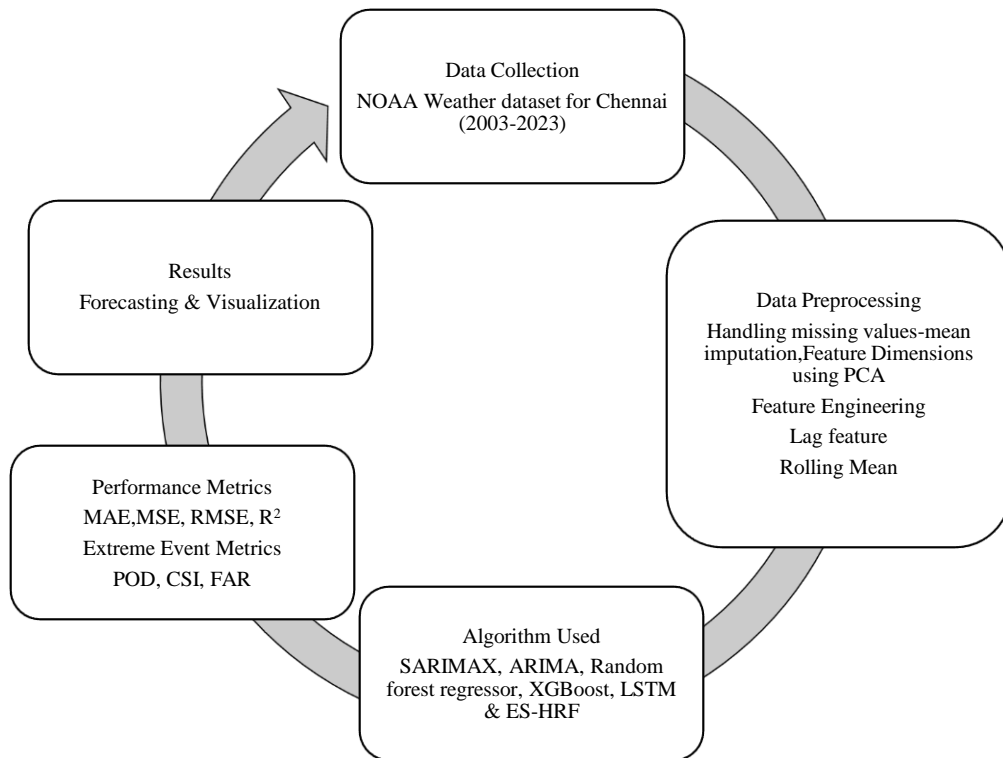 Data Collection
NOAA Weather dataset for Chennai
(2003-2023)
Data Preprocessing
Handling missing values-mean
imputation,Feature Dimensions
using PCA
Feature Engineering
Lag feature
Rolling Mean
Algorithm Used
SARIMAX, ARIMA, Random
forest regressor, XGBoost, LSTM
& ES-HRF
Performance Metrics
MAE,MSE, RMSE, R²
Extreme Event Metrics
POD, CSI, FAR
Results
Forecasting & Visualization